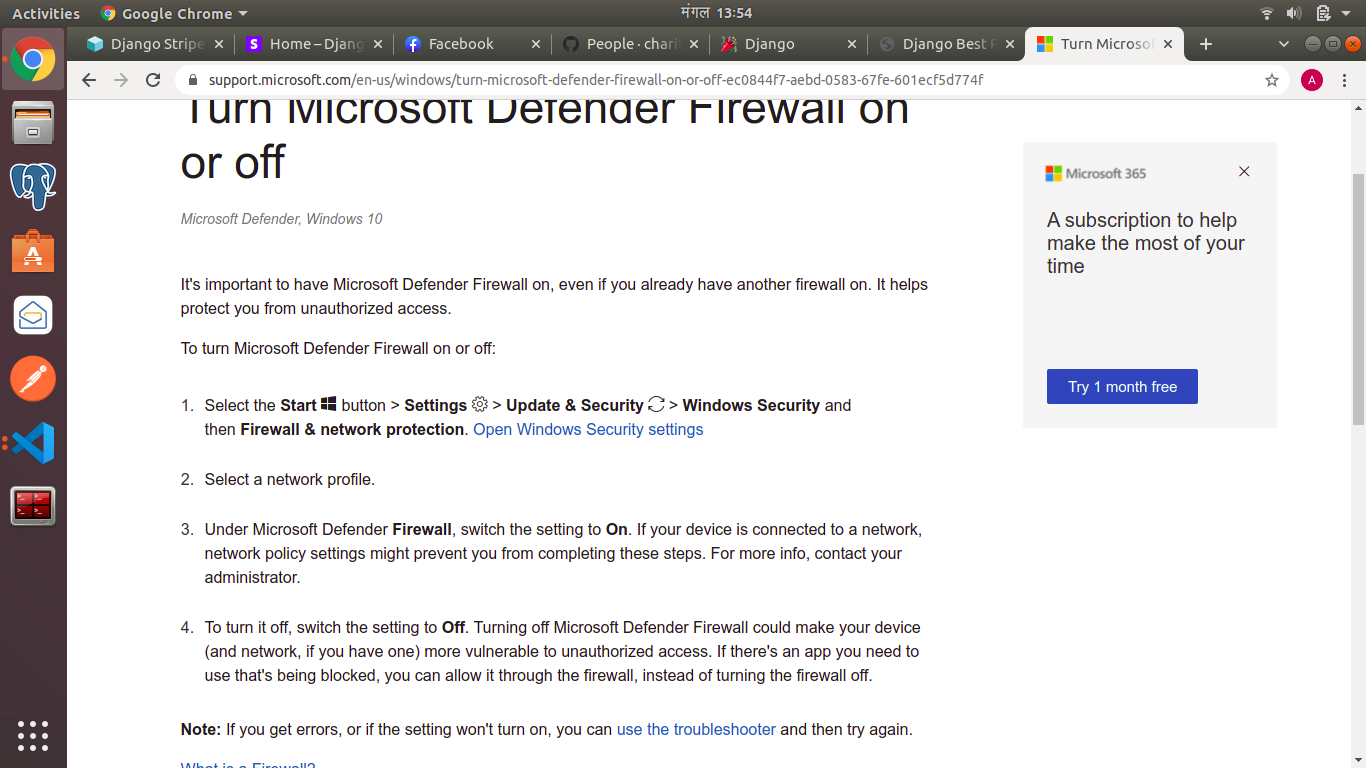 Activities
Google Chrome
मंगल 13:54
Django Stripe
Home – Djang
Facebook
People · chari
Django
Django Best P
Turn Microsof
support.microsoft.com/en-us/windows/turn-microsoft-defender-firewall-on-or-off-ec0844f7-aebd-0583-67fe-601ecf5d774f
A
Turn Microsoft Defender Firewall on
or off
Microsoft Defender, Windows 10
It's important to have Microsoft Defender Firewall on, even if you already have another firewall on. It helps
protect you from unauthorized access.
To turn Microsoft Defender Firewall on or off:
1. Select the Start button > Settings > Update & Security > Windows Security and
then Firewall & network protection. Open Windows Security settings
2. Select a network profile.
3. Under Microsoft Defender Firewall, switch the setting to On. If your device is connected to a network,
network policy settings might prevent you from completing these steps. For more info, contact your
administrator.
4. To turn it off, switch the setting to Off. Turning off Microsoft Defender Firewall could make your device
(and network, if you have one) more vulnerable to unauthorized access. If there's an app you need to
use that's being blocked, you can allow it through the firewall, instead of turning the firewall off.
Note: If you get errors, or if the setting won't turn on, you can use the troubleshooter and then try again.
What is a Firewall?
Microsoft 365
A subscription to help
make the most of your
time
Try 1 month free